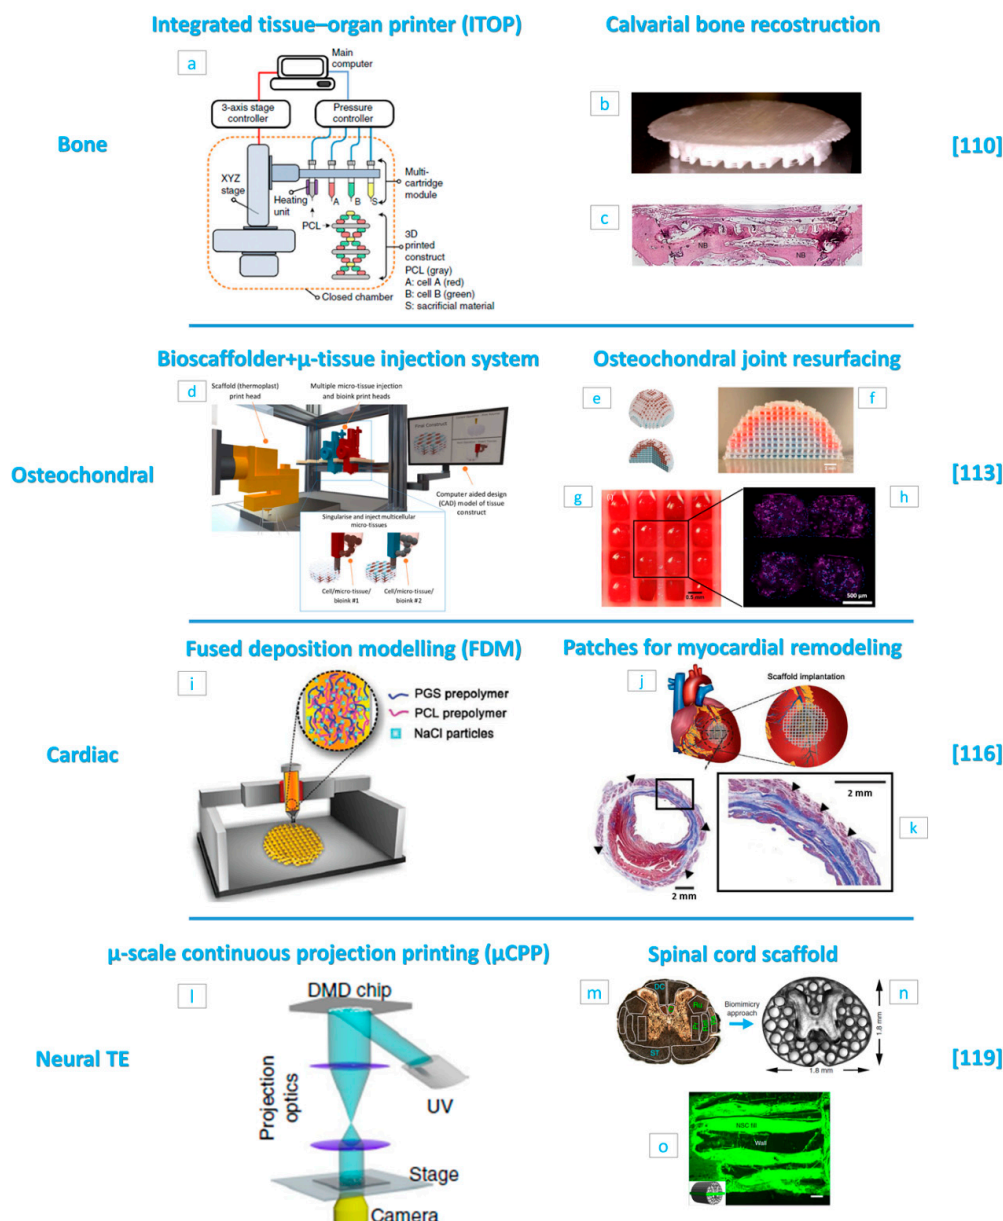 Integrated tissue–organ printer (ITOP)
Calvarial bone recostruction
a
Main
computer
3-axis stage
controller
Pressure
controller
XYZ
stage
Heating
unit
A
B
S
Multi-
cartridge
module
PCL
3D
printed
construct
PCL (gray)
A: cell A (red)
B: cell B (green)
S: sacrificial material
Closed chamber
b
c
NB
NB
Bone
[110]
Bioscaffolder+μ-tissue injection system
Osteochondral joint resurfacing
d
Scaffold (thermoplast)
print head
Multiple micro-tissue injection
and bioink print heads
Computer aided design
(CAD) model of tissue
construct
Singularise and inject multicellular
micro-tissues
Cell/micro-tissue/
bioink #1
Cell/micro-tissue/
bioink #2
e
f
g
0.5 mm
h
500 μm
Osteochondral
[113]
Fused deposition modelling (FDM)
Patches for myocardial remodeling
i
PGS prepolymer
PCL prepolymer
NaCl particles
j
Scaffold implantation
2 mm
2 mm
k
Cardiac
[116]
μ-scale continuous projection printing (μCPP)
Spinal cord scaffold
l
DMD chip
Projection
optics
UV
Stage
Camera
m
DC
Ru
ST
Biomimicry
approach
n
1.8 mm
1.8 mm
o
NSC fill
Wall
Neural TE
[119]